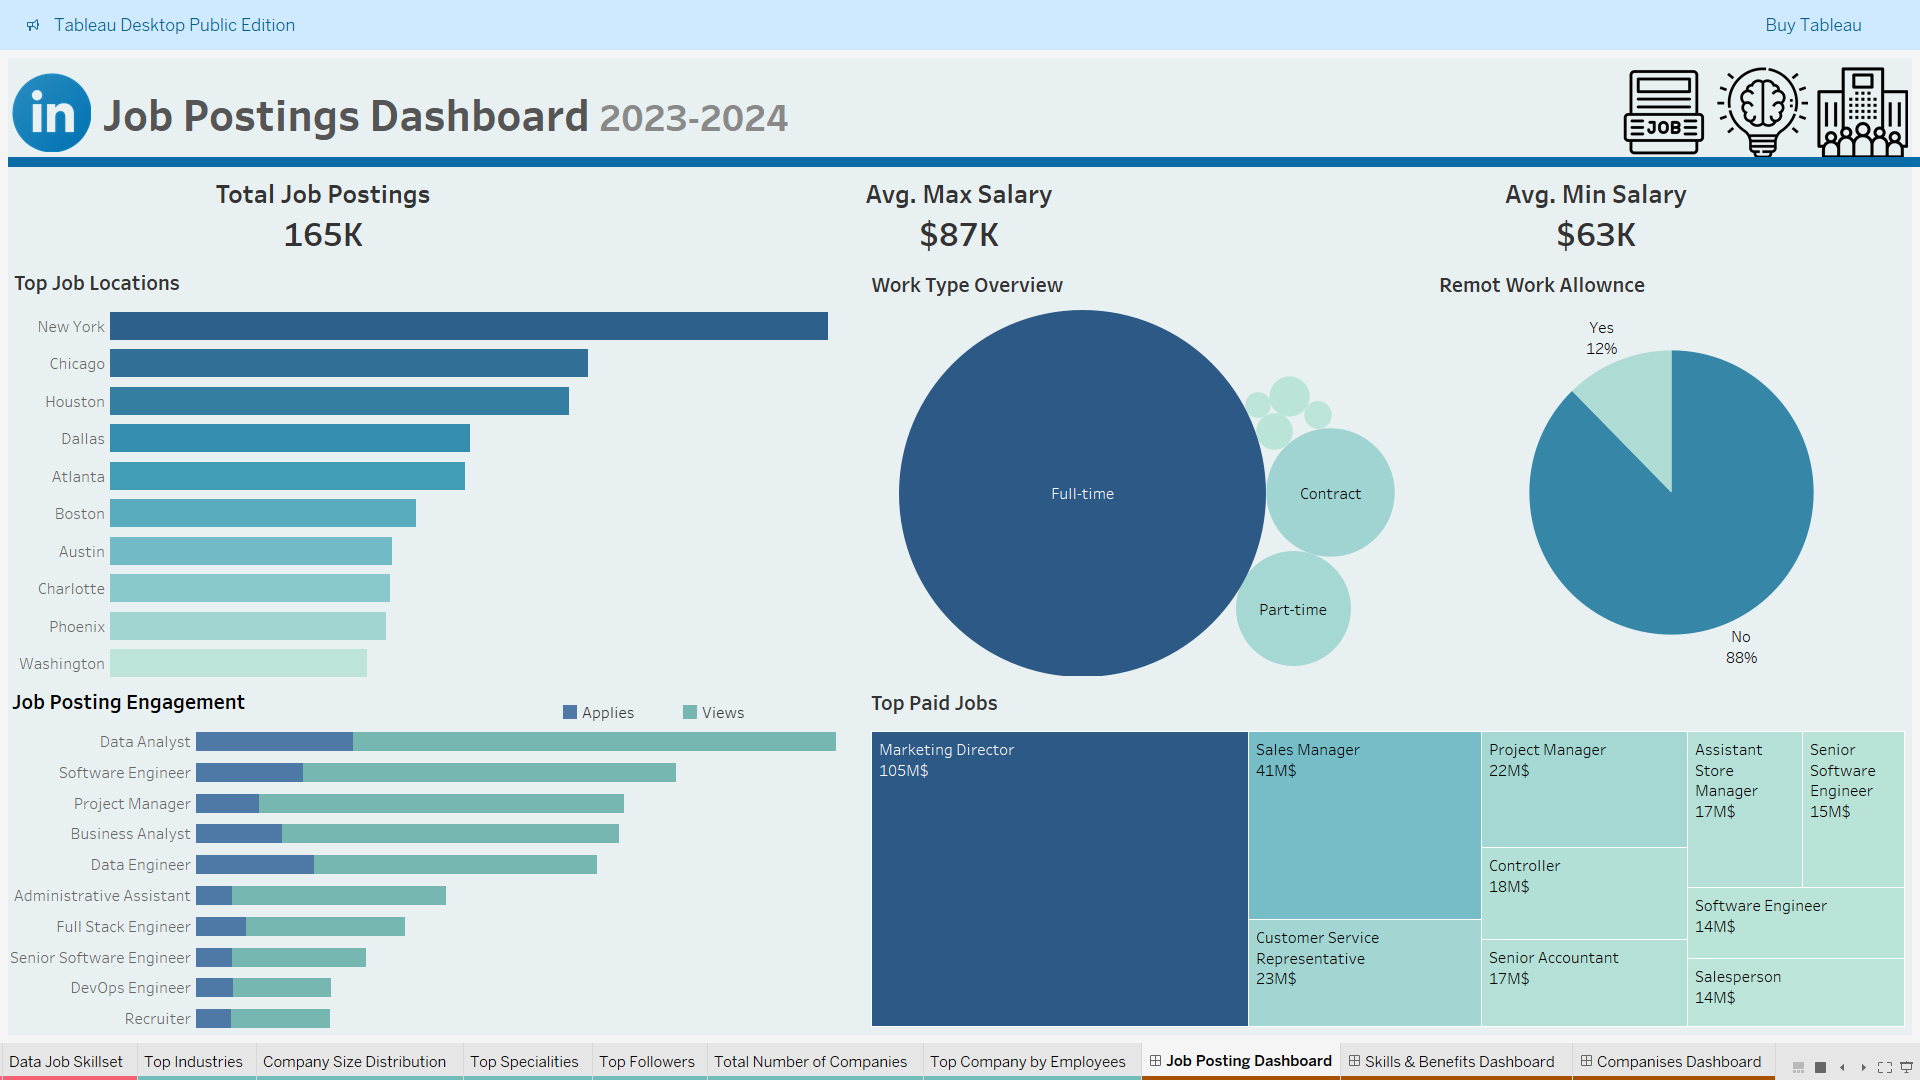 Tableau Desktop Public Edition
Buy Tableau
in
Job Postings Dashboard 2023-2024
JOB
Total Job Postings
165K
Avg. Max Salary
$87K
Avg. Min Salary
$63K
Top Job Locations
New York
Chicago
Houston
Dallas
Atlanta
Boston
Austin
Charlotte
Phoenix
Washington
Work Type Overview
Full-time
Contract
Part-time
Remot Work Allownce
Yes
12%
No
88%
Job Posting Engagement
Applies
Views
Data Analyst
Software Engineer
Project Manager
Business Analyst
Data Engineer
Administrative Assistant
Full Stack Engineer
Senior Software Engineer
DevOps Engineer
Recruiter
Top Paid Jobs
Marketing Director
105M$
Sales Manager
41M$
Customer Service
Representative
23M$
Project Manager
22M$
Controller
18M$
Senior Accountant
17M$
Assistant
Store
Manager
17M$
Senior
Software
Engineer
15M$
Software Engineer
14M$
Salesperson
14M$
Data Job Skillset
Top Industries
Company Size Distribution
Top Specialities
Top Followers
Total Number of Companies
Top Company by Employees
Job Posting Dashboard
Skills & Benefits Dashboard
Companises Dashboard